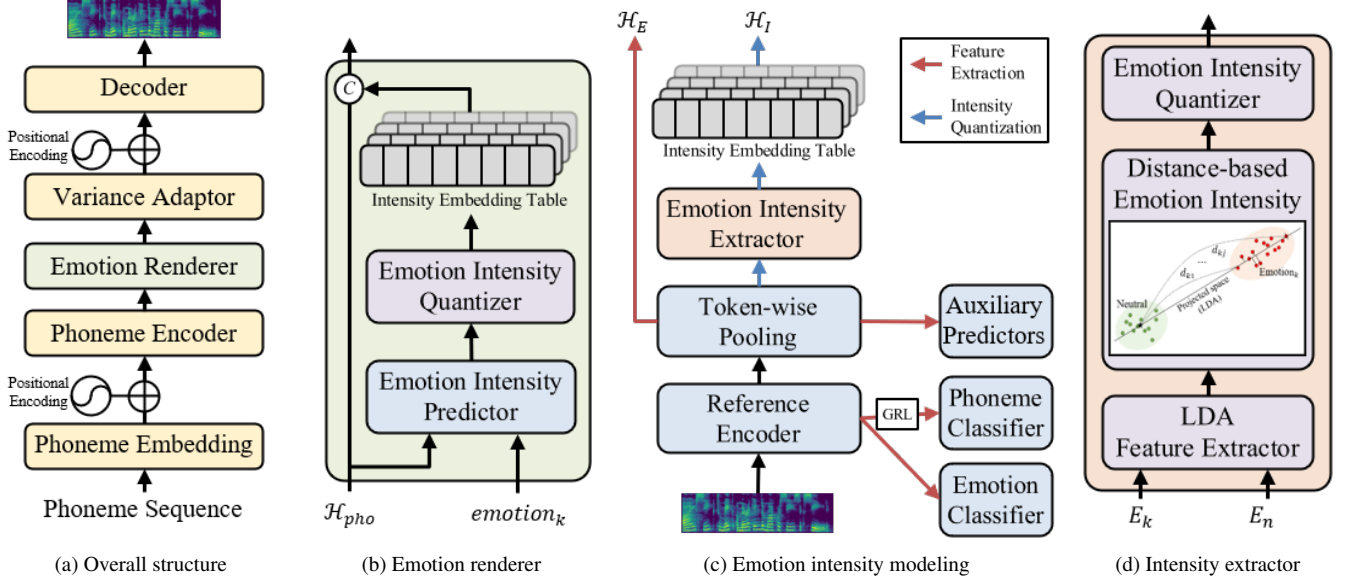 Decoder
Positional
Encoding
Variance Adaptor
Emotion Renderer
Phoneme Encoder
Positional
Encoding
Phoneme Embedding
Phoneme Sequence
(a) Overall structure
C
Intensity Embedding Table
Emotion Intensity
Quantizer
Emotion Intensity
Predictor
ℋ_pho
emotion_k
(b) Emotion renderer
ℋ_E
ℋ_I
Feature
Extraction
Intensity
Quantization
Intensity Embedding Table
Emotion Intensity
Extractor
Token-wise
Pooling
Auxiliary
Predictors
Reference
Encoder
GRL
Phoneme
Classifier
Emotion
Classifier
(c) Emotion intensity modeling
Emotion Intensity
Quantizer
Distance-based
Emotion Intensity
d_kj
...
d_k1
Emotion_k
Neutral
Projected space
(LDA)
LDA
Feature Extractor
E_k
E_n
(d) Intensity extractor